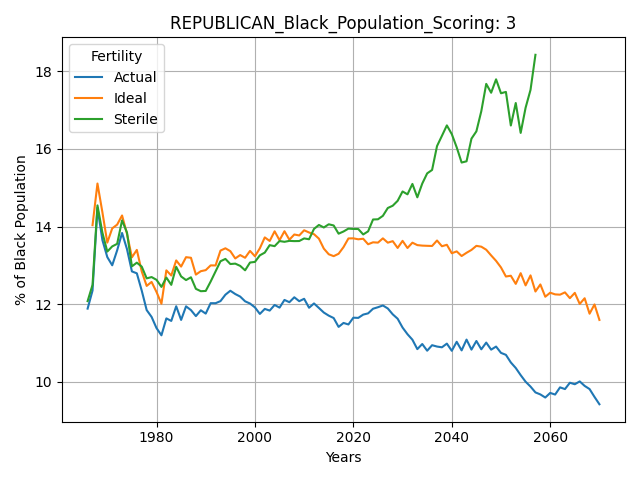 REPUBLICAN_Black_Population_Scoring: 3
Fertility
Actual
Ideal
Sterile
% of Black Population
18
16
14
12
10
1980
2000
2020
2040
2060
Years